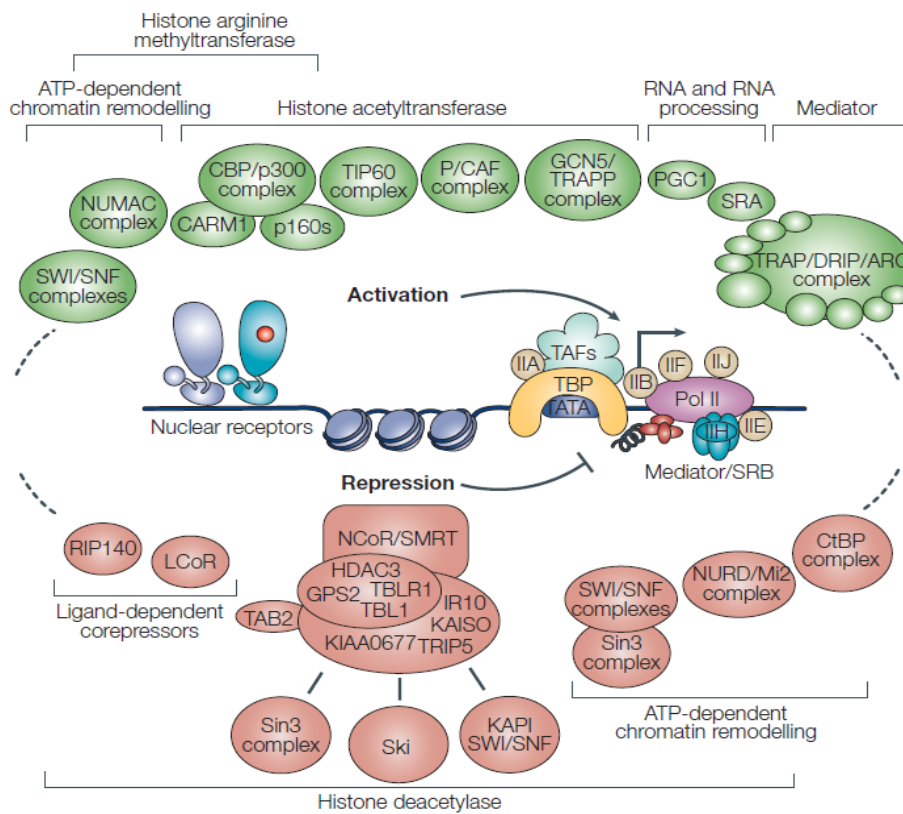 Histone arginine
methyltransferase
ATP-dependent
chromatin remodelling
Histone acetyltransferase
RNA and RNA
processing
Mediator
CBP/p300
complex
TIP60
complex
P/CAF
complex
GCN5/
TRAPP
complex
PGC1
SRA
NUMAC
complex
CARM1
p160s
SWI/SNF
complexes
TRAP/DRIP/ARC
complex
Activation
IIA
TAFs
TBP
TATA
IIB
IIF
IIJ
Pol II
IIH
IIE
Nuclear receptors
Mediator/SRB
Repression
RIP140
LCoR
Ligand-dependent
corepressors
NCoR/SMRT
HDAC3
GPS2
TBLR1
TBL1
TAB2
IR10
KAISO
KIAA0677
TRIP5
Sin3
complex
Ski
KAPI
SWI/SNF
SWI/SNF
complexes
Sin3
complex
NURD/Mi2
complex
CtBP
complex
ATP-dependent
chromatin remodelling
Histone deacetylase